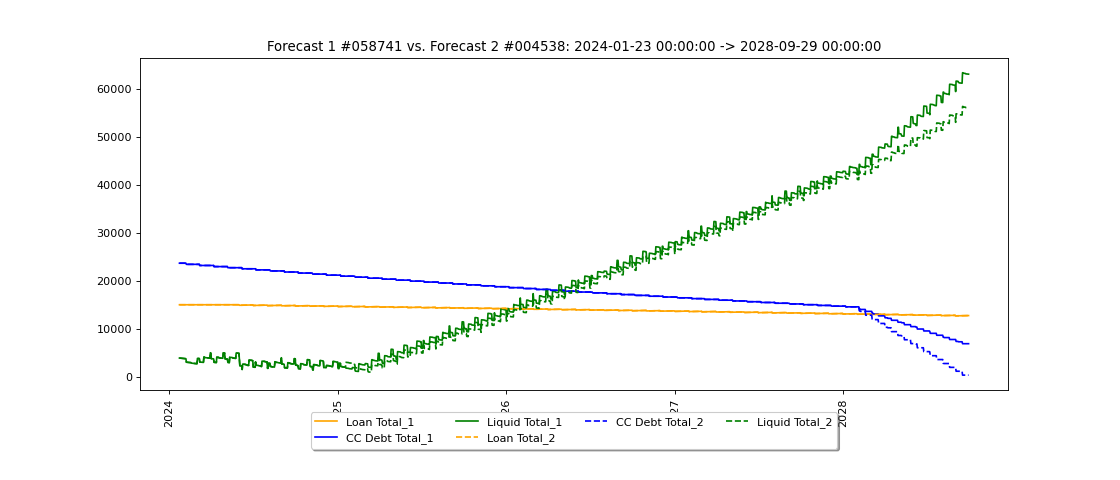 Forecast 1 #058741 vs. Forecast 2 #004538: 2024-01-23 00:00:00 -> 2028-09-29 00:00:00
60000
50000
40000
30000
20000
10000
0
2024
25
26
27
2028
Loan Total_1
Liquid Total_1
CC Debt Total_2
Liquid Total_2
CC Debt Total_1
Loan Total_2